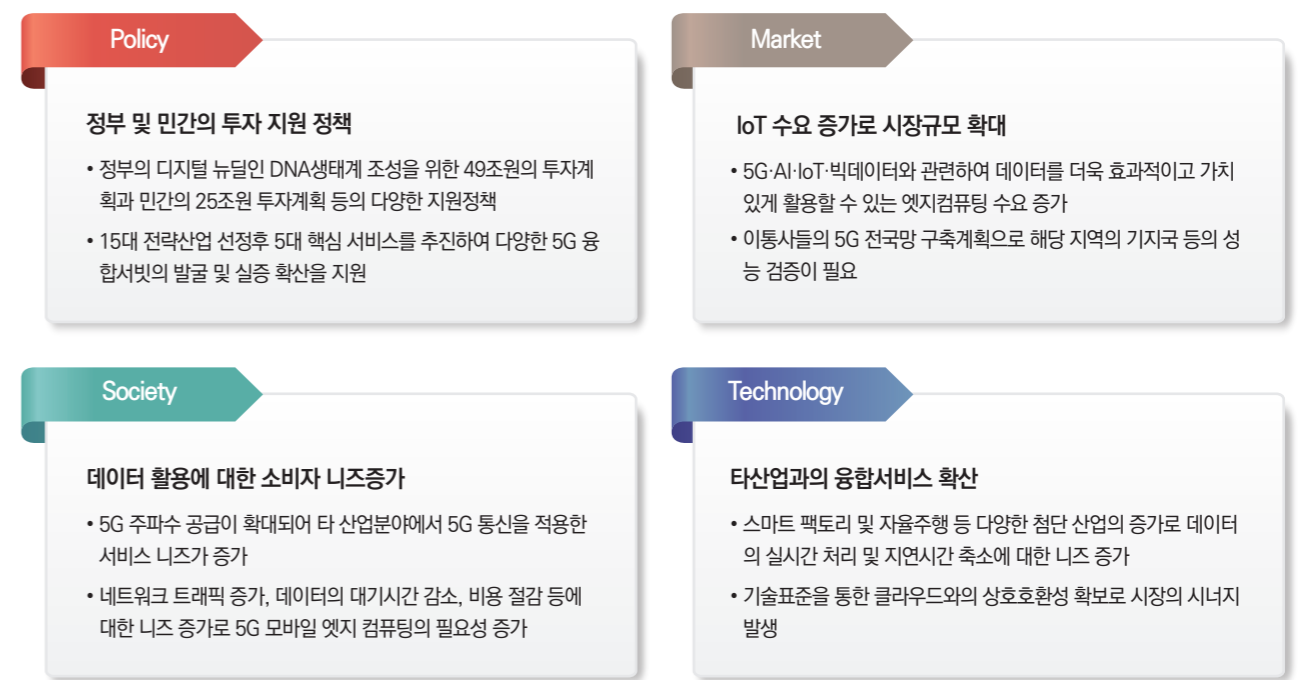 Policy
정부 및 민간의 투자 지원 정책
• 정부의 디지털 뉴딜인 DNA생태계 조성을 위한 49조원의 투자계
획과 민간의 25조원 투자계획 등의 다양한 지원정책
• 15대 전략산업 선정후 5대 핵심 서비스를 추진하여 다양한 5G 융
합서빗의 발굴 및 실증 확산을 지원
Market
IoT 수요 증가로 시장규모 확대
• 5G·AI·IoT·빅데이터와 관련하여 데이터를 더욱 효과적이고 가치
있게 활용할 수 있는 엣지컴퓨팅 수요 증가
• 이통사들의 5G 전국망 구축계획으로 해당 지역의 기지국 등의 성
능 검증이 필요
Society
데이터 활용에 대한 소비자 니즈증가
• 5G 주파수 공급이 확대되어 타 산업분야에서 5G 통신을 적용한
서비스 니즈가 증가
• 네트워크 트래픽 증가, 데이터의 대기시간 감소, 비용 절감 등에
대한 니즈 증가로 5G 모바일 엣지 컴퓨팅의 필요성 증가
Technology
타산업과의 융합서비스 확산
• 스마트 팩토리 및 자율주행 등 다양한 첨단 산업의 증가로 데이터
의 실시간 처리 및 지연시간 축소에 대한 니즈 증가
• 기술표준을 통한 클라우드와의 상호호환성 확보로 시장의 시너지
발생